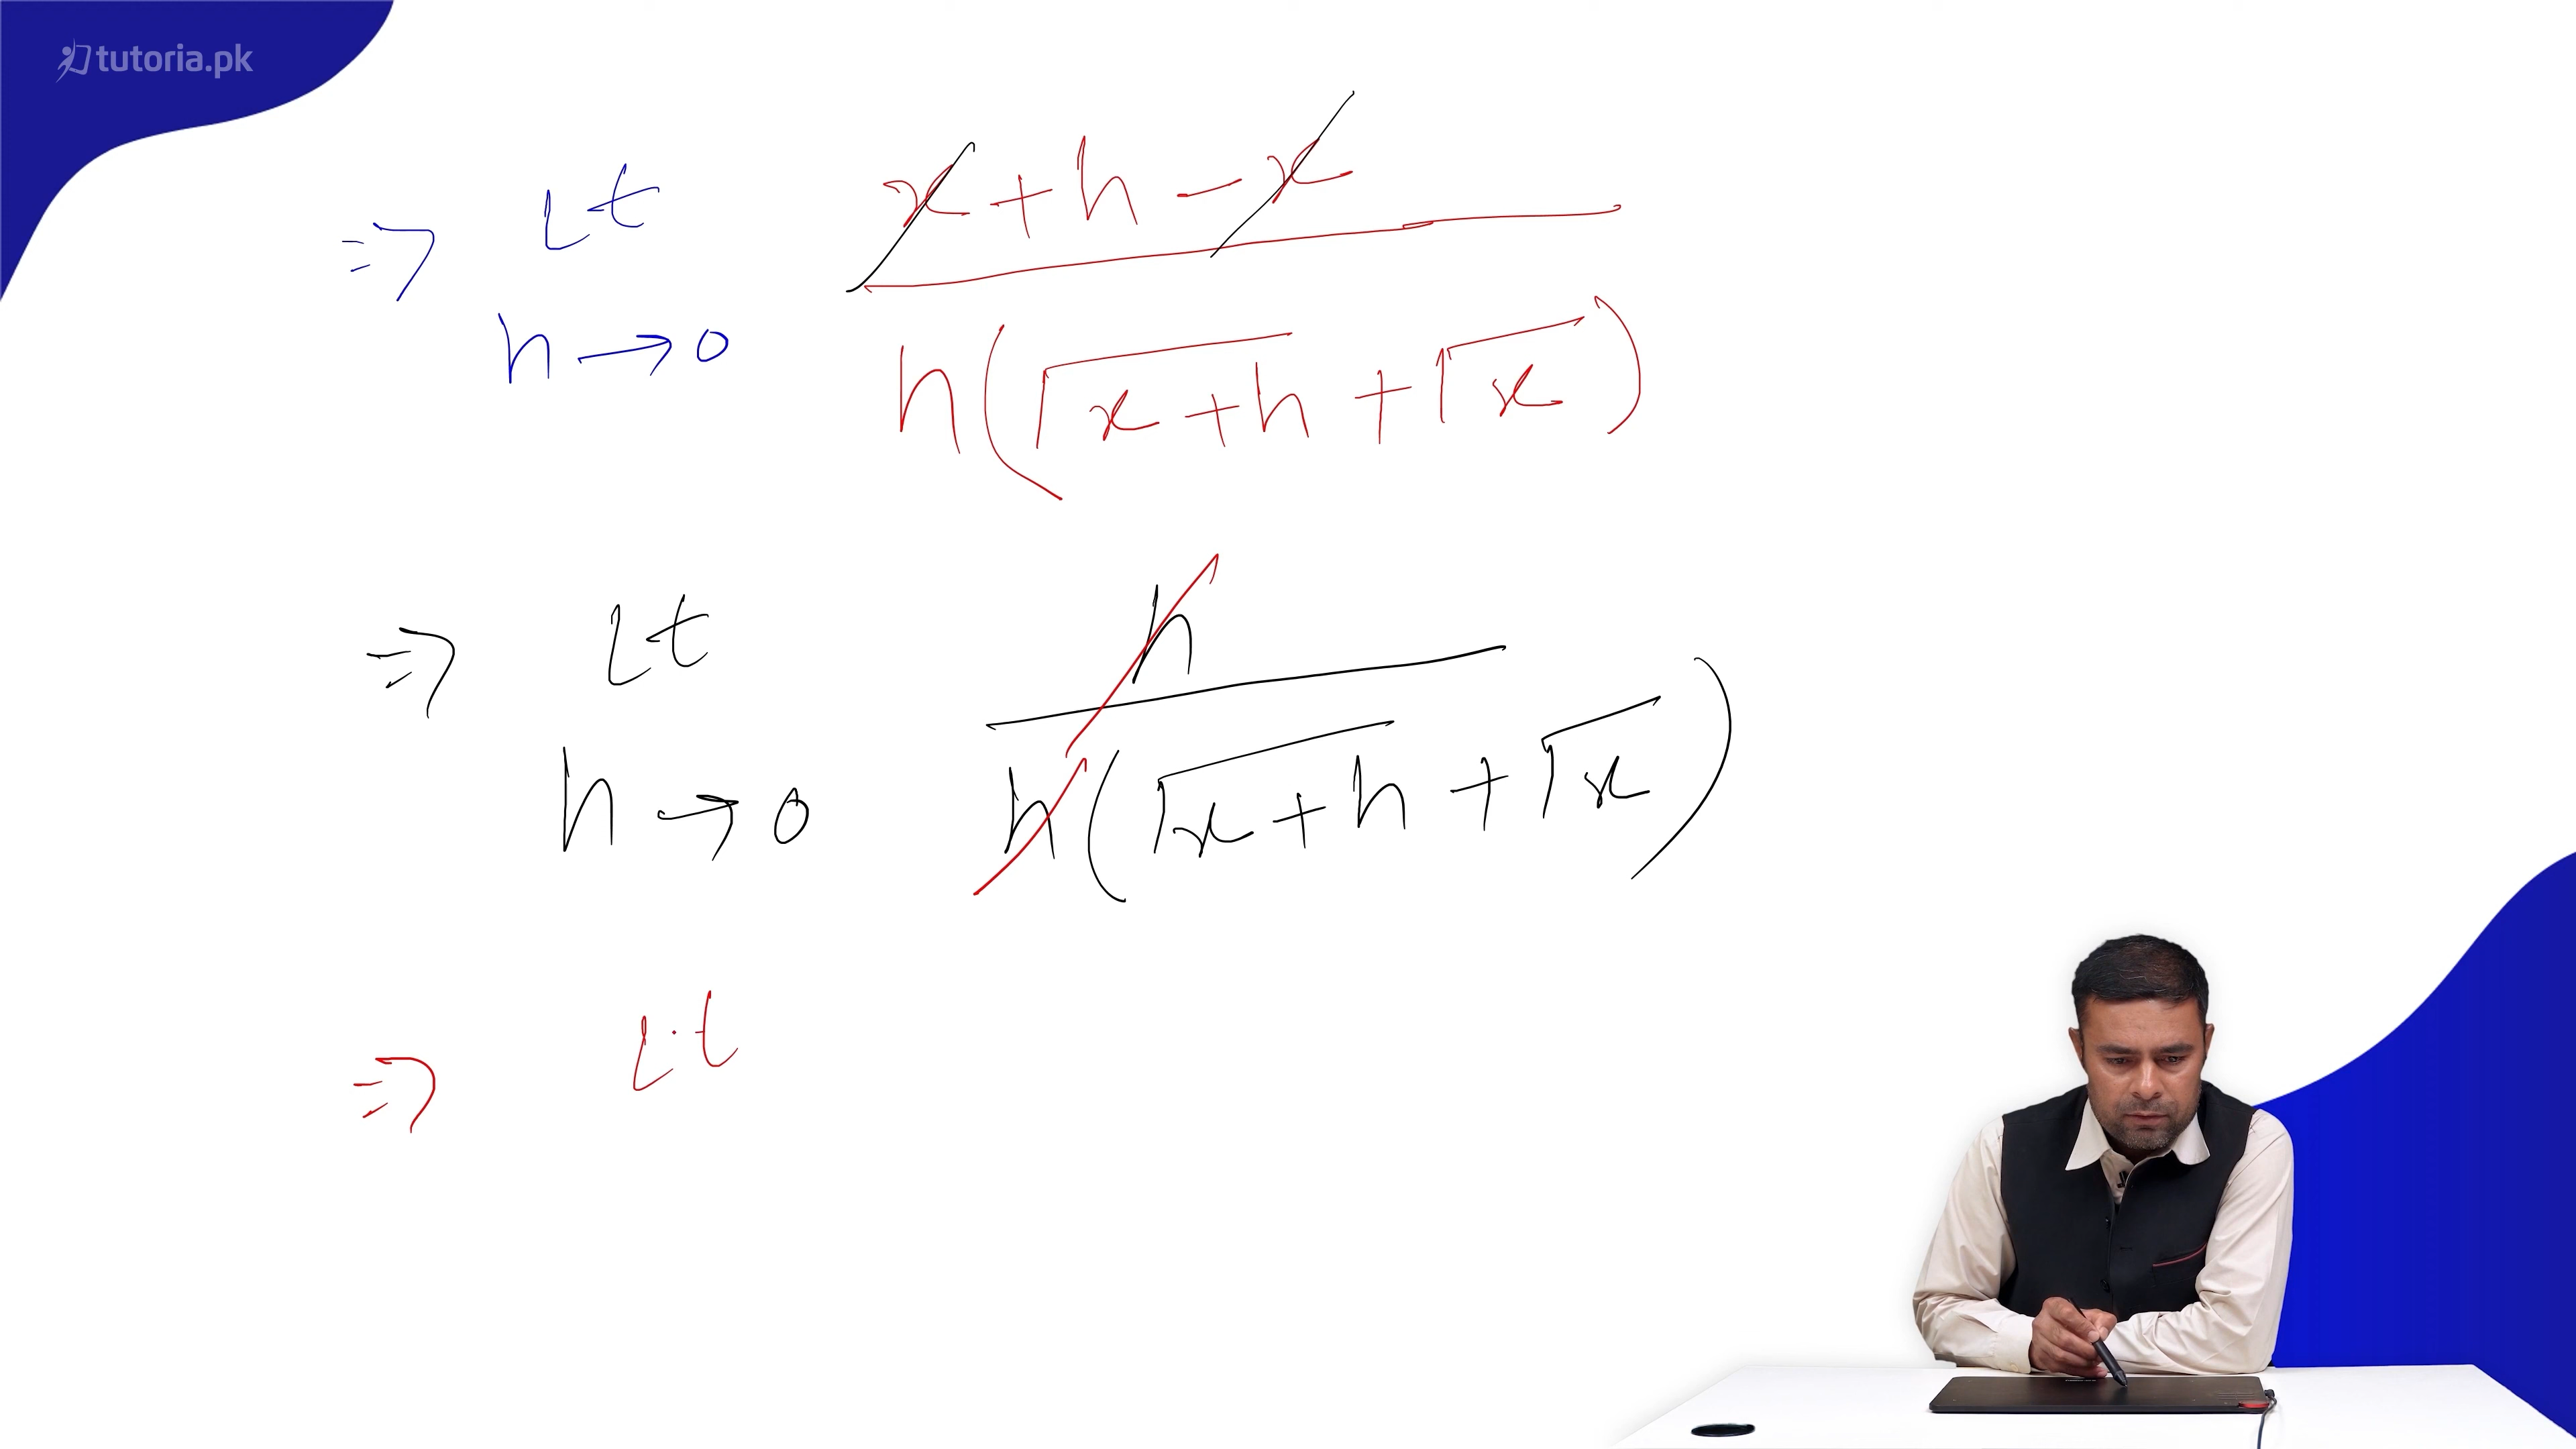 tutoria.pk
⇒ Lt x + h - x
h → 0 h(√x + h + √x)
⇒ Lt h
h → 0 h(√x + h + √x)
⇒ Lt